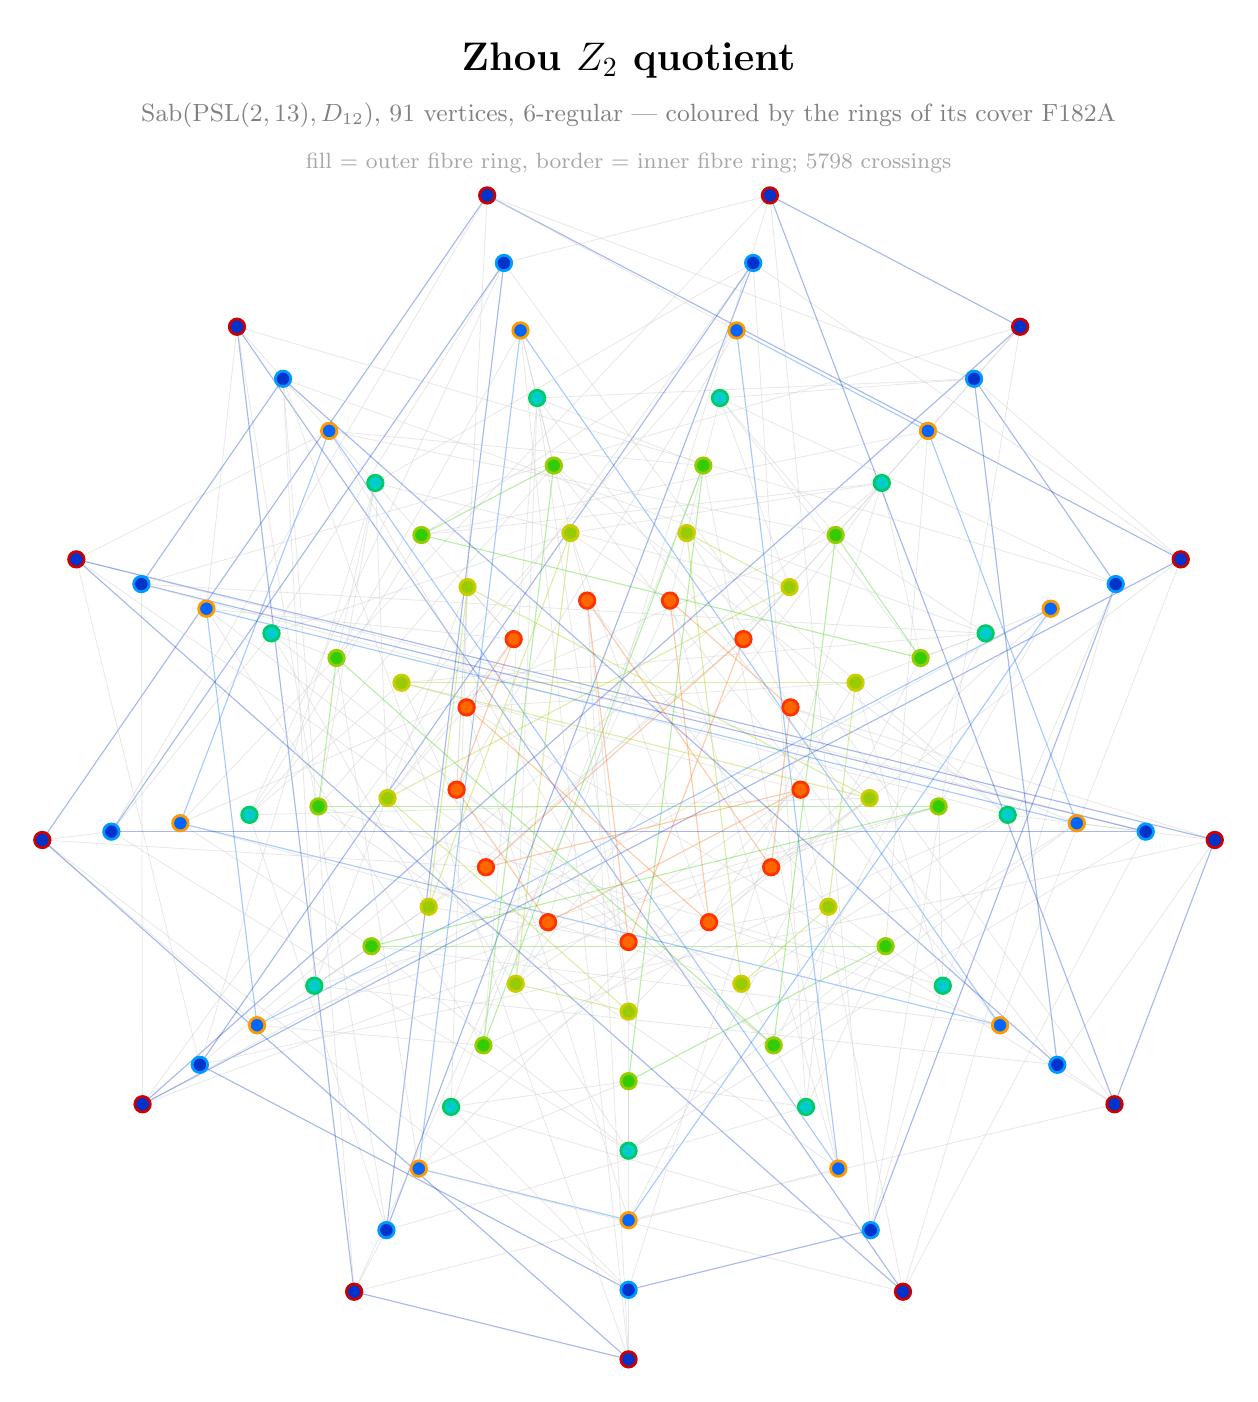 Zhou Z₂ quotient
Sab(PSL(2, 13), D₁₂), 91 vertices, 6-regular — coloured by the rings of its cover F182A
fill = outer fibre ring, border = inner fibre ring; 5798 crossings